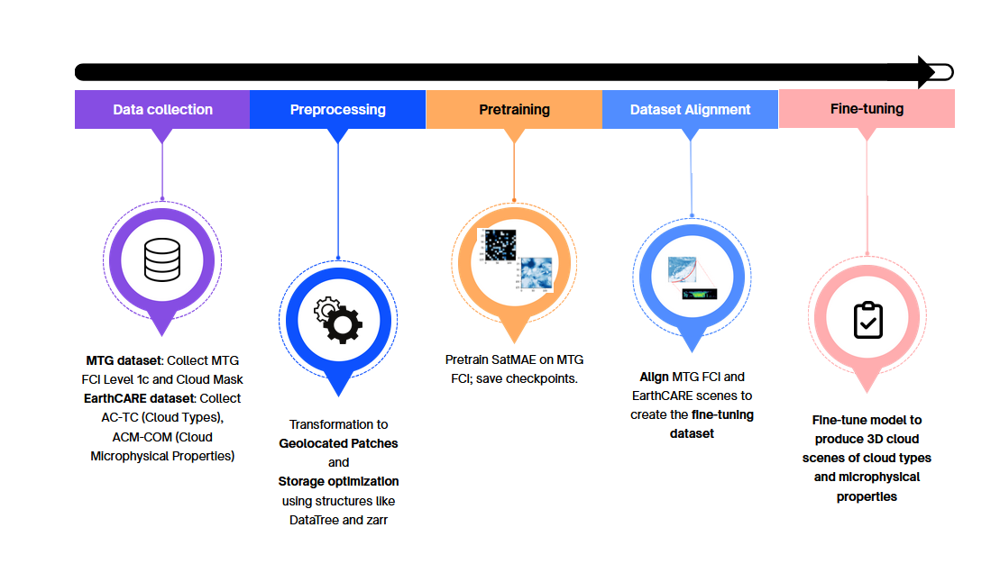 Data collection
Preprocessing
Pretraining
Dataset Alignment
Fine-tuning
MTG dataset: Collect MTG
FCI Level 1c and Cloud Mask
EarthCARE dataset: Collect
AC-TC (Cloud Types),
ACM-COM (Cloud
Microphysical Properties)
Transformation to
Geolocated Patches
and
Storage optimization
using structures like
DataTree and zarr
Pretrain SatMAE on MTG
FCI; save checkpoints.
Align MTG FCI and
EarthCARE scenes to
create the fine-tuning
dataset
Fine-tune model to
produce 3D cloud
scenes of cloud types
and microphysical
properties